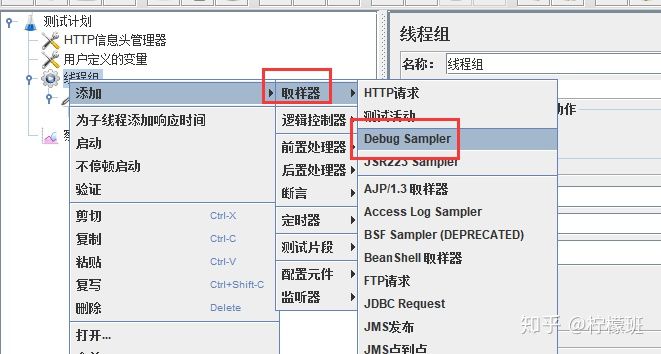 测试计划
HTTP信息头管理器
用户定义的变量
线程组
添加
为子线程添加响应时间
启动
不停顿启动
验证
剪切 Ctrl-X
复制 Ctrl-C
粘贴 Ctrl-V
复写 Ctrl+Shift-C
删除 Delete
打开...
取样器
逻辑控制器
前置处理器
后置处理器
断言
定时器
测试片段
配置元件
监听器
HTTP请求
测试活动
Debug Sampler
JSR223 Sampler
AJP/1.3 取样器
Access Log Sampler
BSF Sampler (DEPRECATED)
BeanShell 取样器
FTP请求
JDBC Request
JMS发布
JMS点到点
线程组
名称： 线程组
动作
知乎 @柠檬班